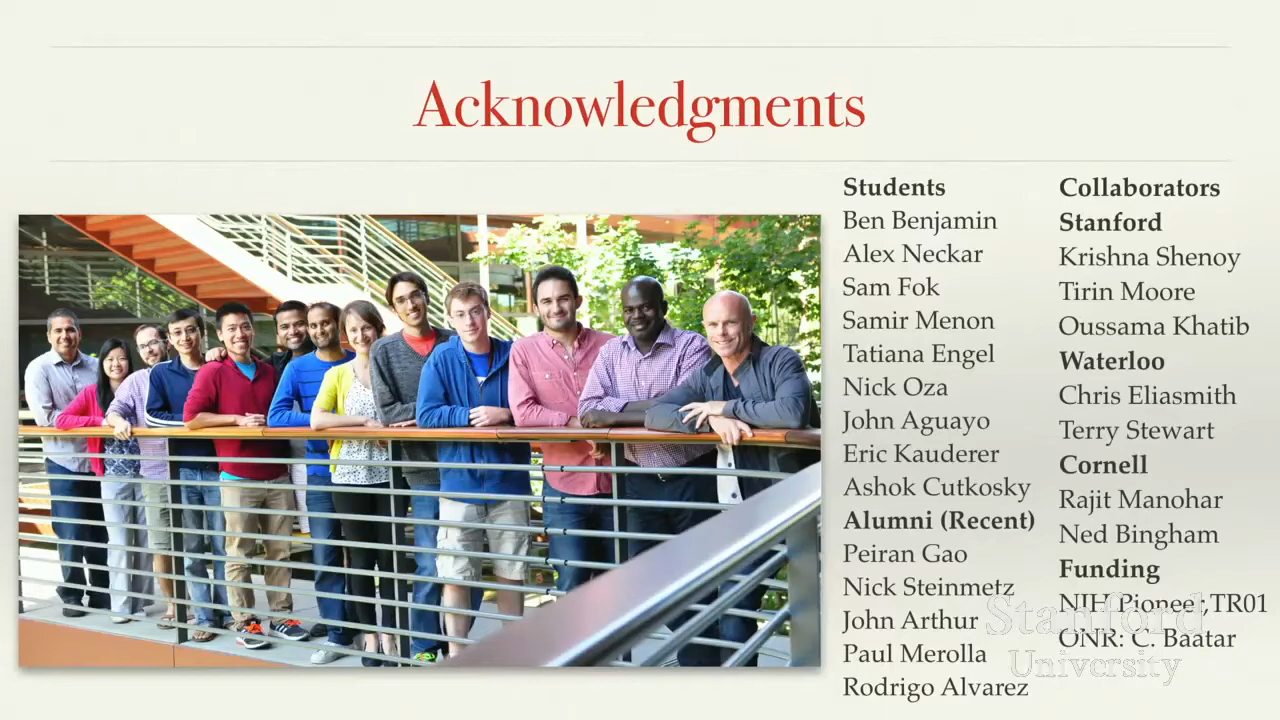 Acknowledgments
Students
Ben Benjamin
Alex Neckar
Sam Fok
Samir Menon
Tatiana Engel
Nick Oza
John Aguayo
Eric Kauderer
Ashok Cutkosky
Alumni (Recent)
Peiran Gao
Nick Steinmetz
John Arthur
Paul Merolla
Rodrigo Alvarez
Collaborators
Stanford
Krishna Shenoy
Tirin Moore
Oussama Khatib
Waterloo
Chris Eliasmith
Terry Stewart
Cornell
Rajit Manohar
Ned Bingham
Funding
NIH Pioneer,TR01
ONR: C. Baatar
Stanford
University